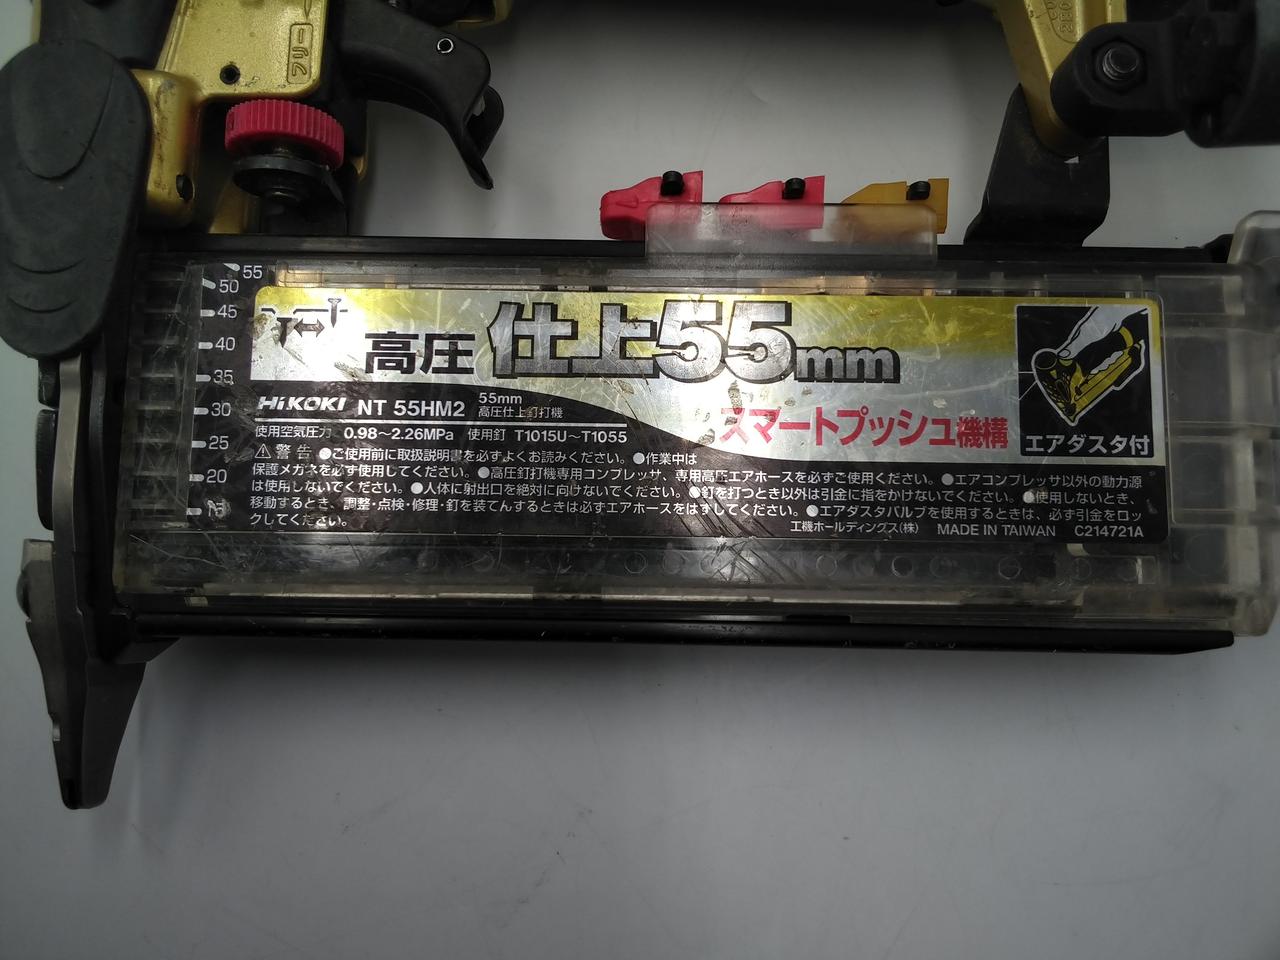 フリー
55
50
45
40
35
30
25
20
15
高圧 仕上55mm
HiKOKI NT 55HM2 55mm
高圧仕上釘打機
スマートプッシュ機構
エアダスタ付
使用空気圧力 0.98～2.26MPa 使用釘 T1015U～T1055
⚠警告 ●ご使用前に取扱説明書を必ずよくお読みください。●作業中は
保護メガネを必ず使用してください。●高圧釘打機専用コンプレッサ、専用高圧エアホースを必ずご使用ください。●エアコンプレッサ以外の動力源
は使用しないでください。●人体に射出口を絶対に向けないでください。●釘を打つとき以外は引金に指をかけないでください。●使用しないとき、
移動するとき、調整・点検・修理・釘を装てんするときは必ずエアホースをはずしてください。●エアダスタバルブを使用するときは、必ず引金をロッ
クしてください。
工機ホールディングス(株) MADE IN TAIWAN C214721A